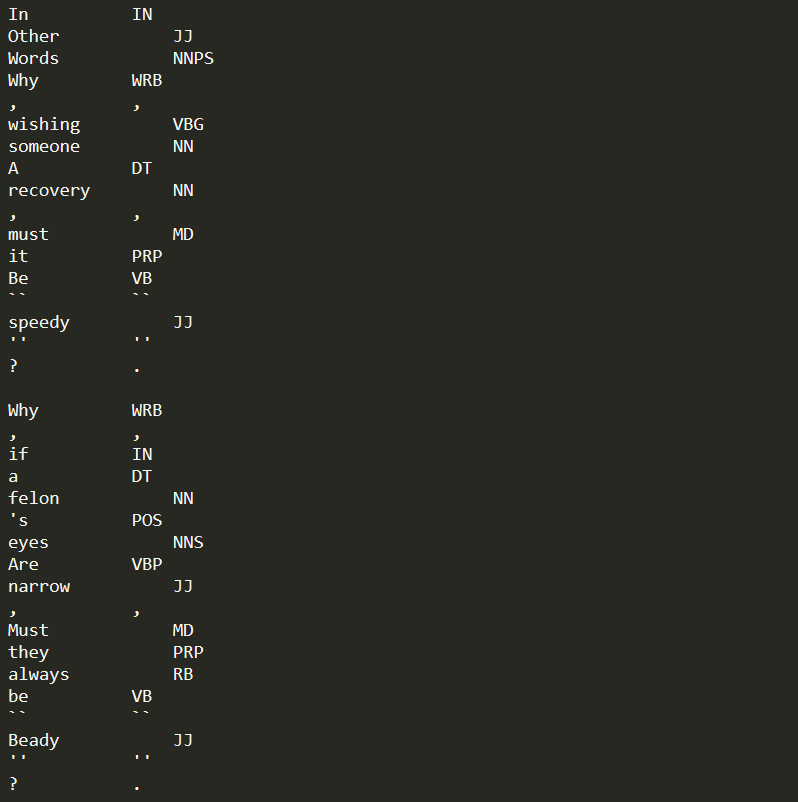 In IN
Other JJ
Words NNPS
Why WRB
, ,
wishing VBG
someone NN
A DT
recovery NN
, ,
must MD
it PRP
Be VB
`` ``
speedy JJ
'' ''
? .
Why WRB
, ,
if IN
a DT
felon NN
's POS
eyes NNS
Are VBP
narrow JJ
, ,
Must MD
they PRP
always RB
be VB
`` ``
Beady JJ
'' ''
? .